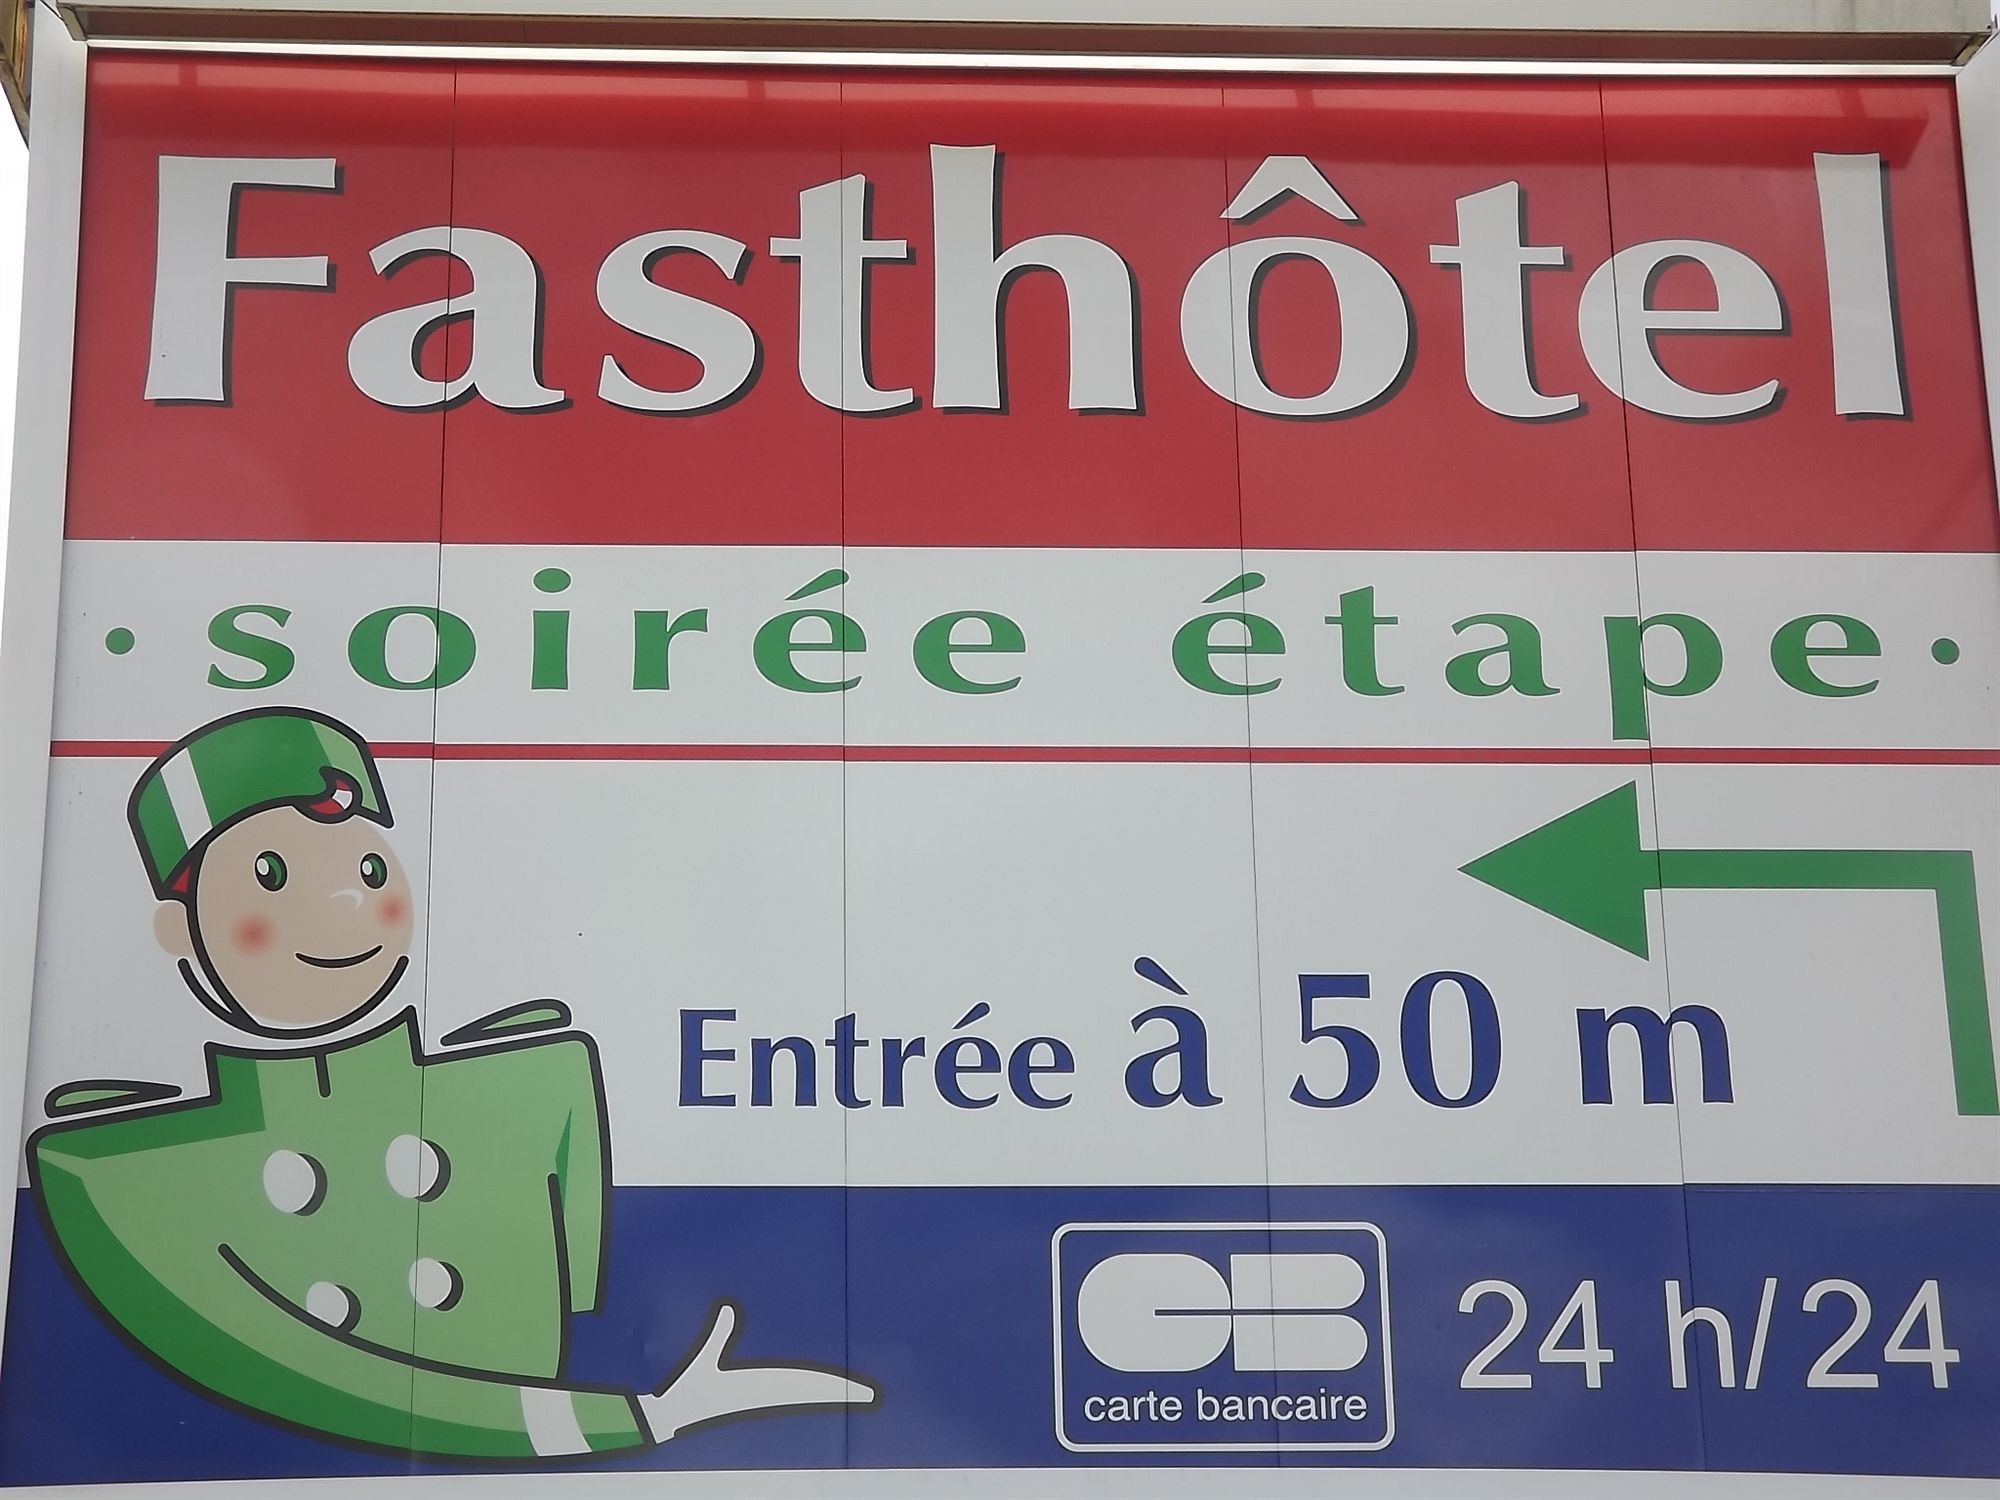 Fasthôtel
• soirée étape •
Entrée à 50 m
CB
carte bancaire
24 h/24